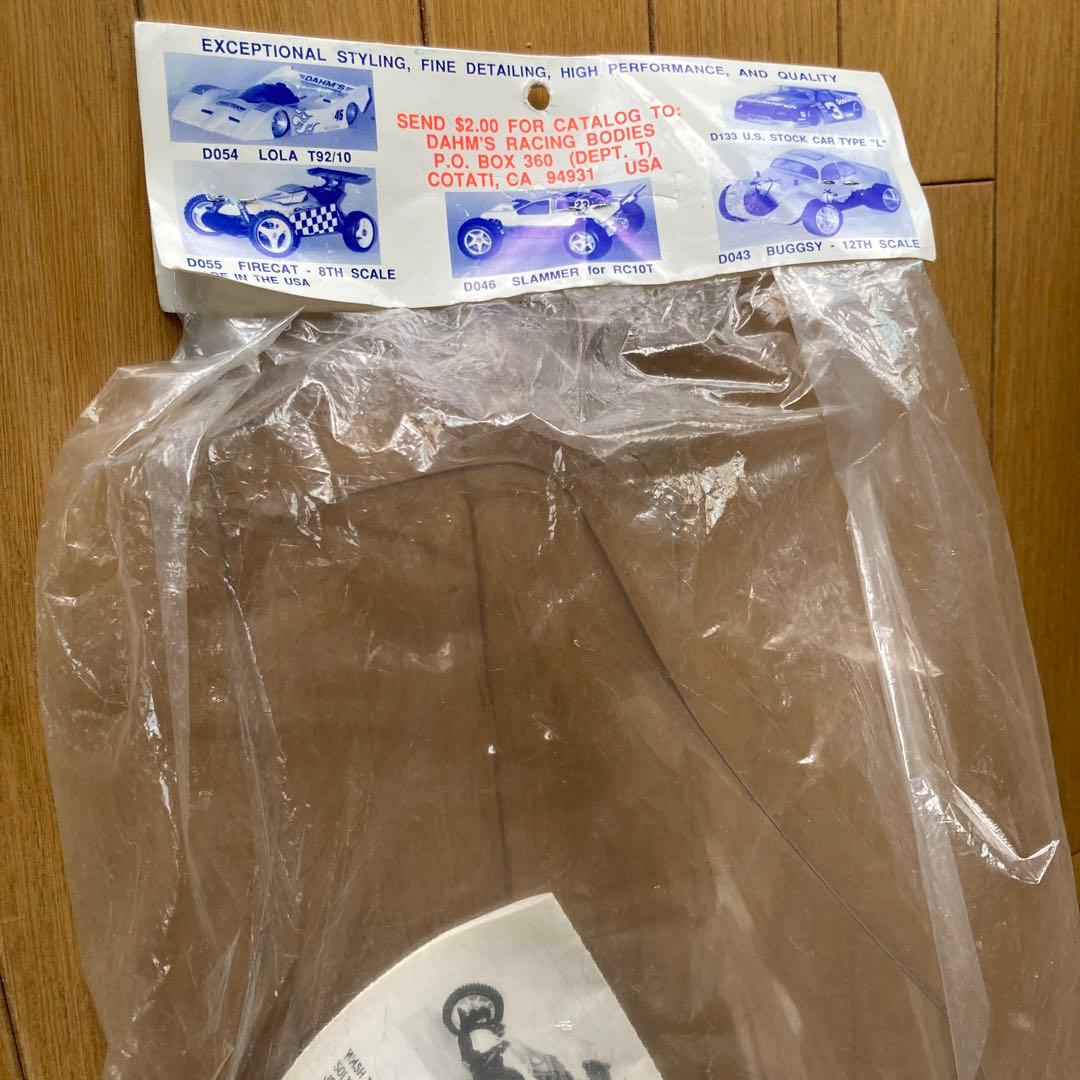 EXCEPTIONAL STYLING, FINE DETAILING, HIGH PERFORMANCE, AND QUALITY
DAHM'S
45
D054 LOLA T92/10
SEND $2.00 FOR CATALOG TO:
DAHM'S RACING BODIES
P.O. BOX 360 (DEPT. T)
COTATI, CA 94931 USA
3
D133 U.S. STOCK CAR TYPE "L"
D055 FIRECAT - 8TH SCALE
IN THE USA
23
D046 SLAMMER for RC10T
D043 BUGGSY - 12TH SCALE
WASH